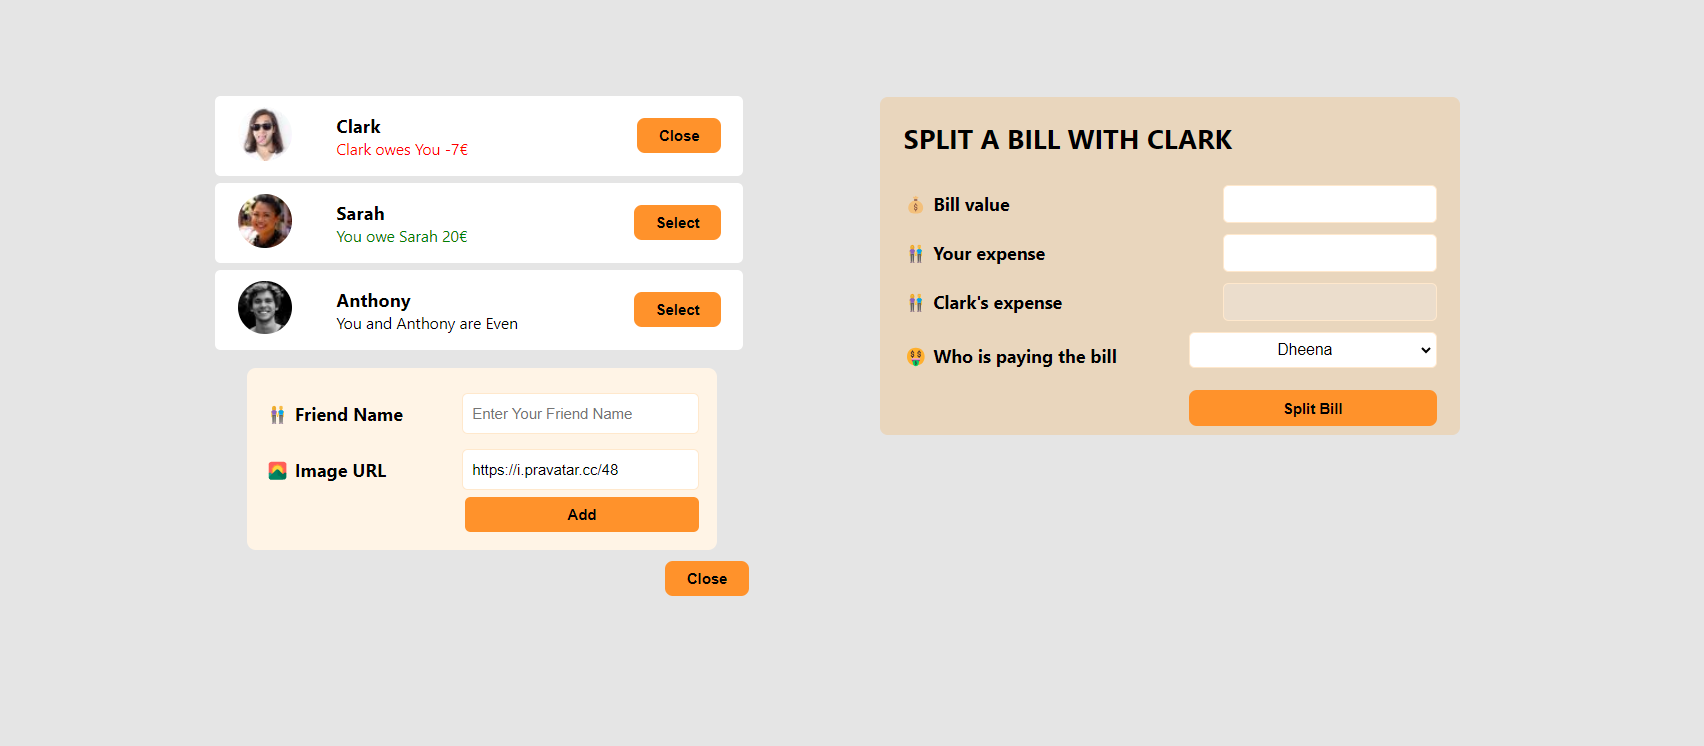 Clark
Clark owes You -7€
Close
Sarah
You owe Sarah 20€
Select
Anthony
You and Anthony are Even
Select
Friend Name
Enter Your Friend Name
Image URL
https://i.pravatar.cc/48
Add
Close
SPLIT A BILL WITH CLARK
Bill value
Your expense
Clark's expense
Who is paying the bill
Dheena
Split Bill